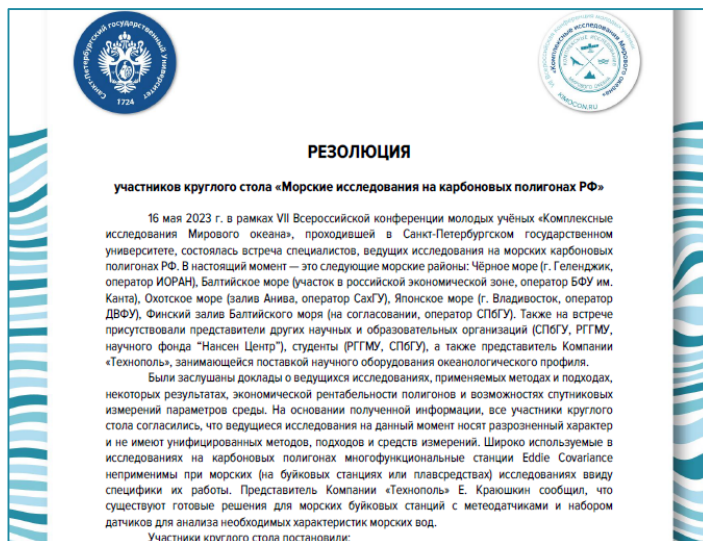 Санкт-Петербургский государственный университет
1724
«Комплексные исследования Мирового океана»
KIMOCON.RU
РЕЗОЛЮЦИЯ
участников круглого стола «Морские исследования на карбоновых полигонах РФ»
16 мая 2023 г. в рамках VII Всероссийской конференции молодых учёных «Комплексные
исследования Мирового океана», проходившей в Санкт-Петербургском государственном
университете, состоялась встреча специалистов, ведущих исследования на морских карбоновых
полигонах РФ. В настоящий момент — это следующие морские районы: Чёрное море (г. Геленджик,
оператор ИОРАН), Балтийское море (участок в российской экономической зоне, оператор БФУ им.
Канта), Охотское море (залив Анива, оператор СахГУ), Японское море (г. Владивосток, оператор
ДВФУ), Финский залив Балтийского моря (на согласовании, оператор СПбГУ). Также на встрече
присутствовали представители других научных и образовательных организаций (СПбГУ, РГГМУ,
научного фонда “Нансен Центр”), студенты (РГГМУ, СПбГУ), а также представитель Компании
«Технополь», занимающейся поставкой научного оборудования океанологического профиля.
Были заслушаны доклады о ведущихся исследованиях, применяемых методах и подходах,
некоторых результатах, экономической рентабельности полигонов и возможностях спутниковых
измерений параметров среды. На основании полученной информации, все участники круглого
стола согласились, что ведущиеся исследования на данный момент носят разрозненный характер
и не имеют унифицированных методов, подходов и средств измерений. Широко используемые в
исследованиях на карбоновых полигонах многофункциональные станции Eddie Covariance
неприменимы при морских (на буйковых станциях или плавсредствах) исследованиях ввиду
специфики их работы. Представитель Компании «Технополь» Е. Краюшкин сообщил, что
существуют готовые решения для морских буйковых станций с метеодатчиками и набором
датчиков для анализа необходимых характеристик морских вод.
Участники круглого стола постановили: